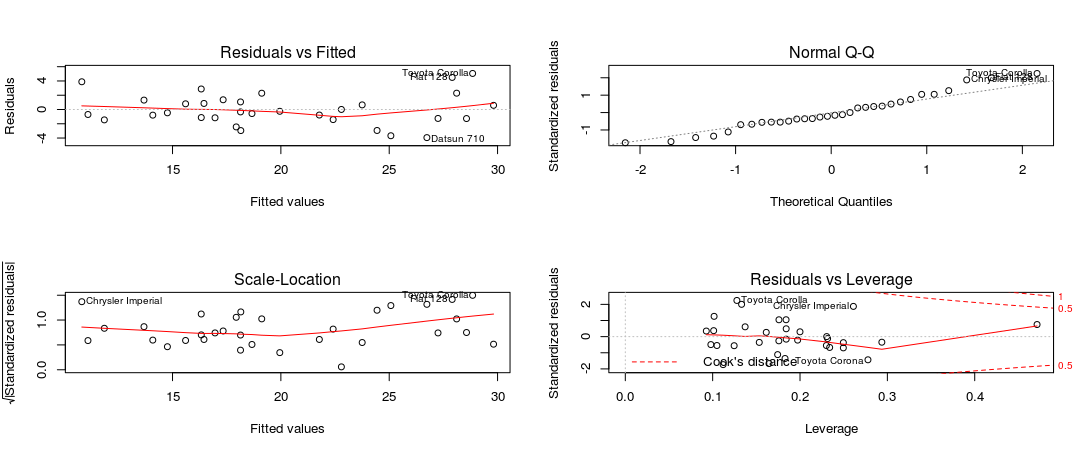 Residuals vs Fitted
Residuals
4
0
-4
Toyota Corolla
Fiat 128
Datsun 710
15
20
25
30
Fitted values
Normal Q-Q
Standardized residuals
1
-1
Toyota Corolla
Fiat 128
Chrysler Imperial
-2
-1
0
1
2
Theoretical Quantiles
Scale-Location
√|Standardized residuals|
1.0
0.0
Chrysler Imperial
Toyota Corolla
Fiat 128
15
20
25
30
Fitted values
Residuals vs Leverage
Standardized residuals
2
0
-2
Toyota Corolla
Chrysler Imperial
Toyota Corona
Cook's distance
1
0.5
0.5
0.0
0.1
0.2
0.3
0.4
Leverage